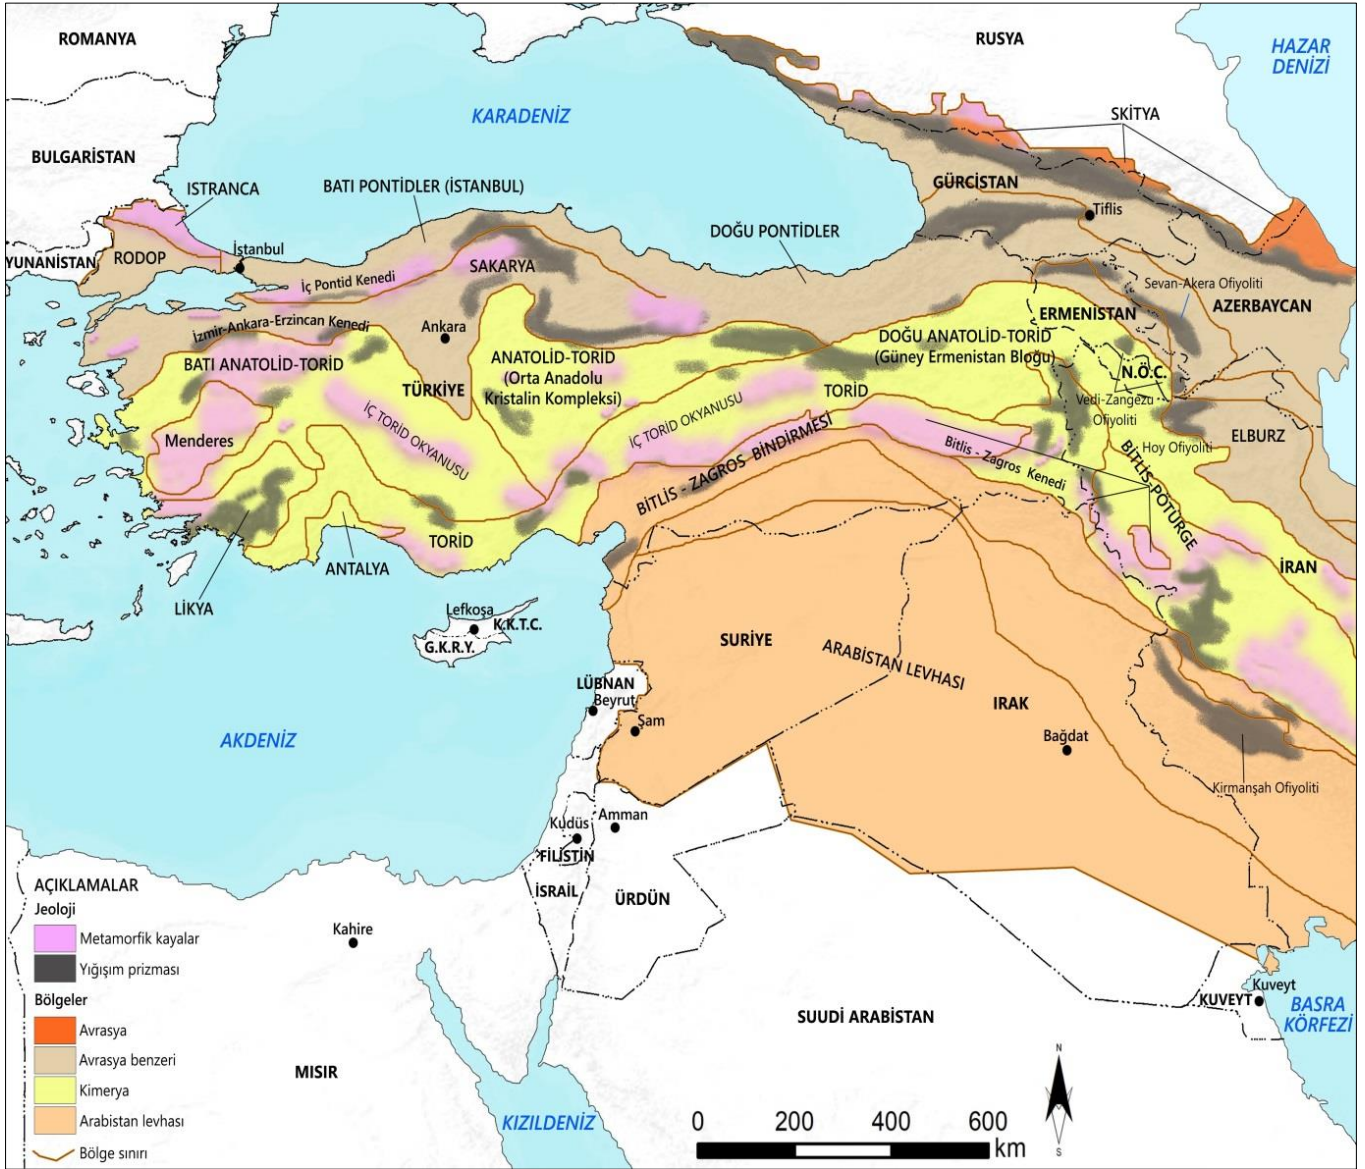 ROMANYA
RUSYA
HAZAR
DENİZİ
KARADENİZ
SKİTYA
BULGARİSTAN
ISTRANCA
BATI PONTİDLER (İSTANBUL)
GÜRCİSTAN
Tiflis
DOĞU PONTİDLER
YUNANİSTAN
RODOP
İstanbul
SAKARYA
İç Pontid Kenedi
Sevan-Akera Ofiyoliti
AZERBAYCAN
ERMENİSTAN
İzmir-Ankara-Erzincan Kenedi
Ankara
BATI ANATOLİD-TORİD
ANATOLİD-TORİD
(Orta Anadolu
Kristalin Kompleksi)
DOĞU ANATOLİD-TORİD
(Güney Ermenistan Bloğu)
N.Ö.C.
TÜRKİYE
TORİD
Vedi-Zangezu
Ofiyoliti
İÇ TORİD OKYANUSU
İÇ TORİD OKYANUSU
Menderes
BİTLİS - ZAGROS BİNDİRMESİ
Bitlis - Zagros Kenedi
Hoy Ofiyoliti
ELBURZ
BİTLİS-PÖTÜRGE
TORİD
ANTALYA
LİKYA
İRAN
Lefkoşa
K.K.T.C.
G.K.R.Y.
SURİYE
ARABİSTAN LEVHASI
LÜBNAN
Beyrut
Şam
IRAK
Bağdat
AKDENİZ
Kirmanşah Ofiyoliti
Amman
Kudüs
FİLİSTİN
İSRAİL
ÜRDÜN
Kahire
MISIR
SUUDİ ARABİSTAN
KUVEYT
Kuveyt
BASRA
KÖRFEZİ
KIZILDENİZ
AÇIKLAMALAR
Jeoloji
Metamorfik kayalar
Yığışım prizması
Bölgeler
Avrasya
Avrasya benzeri
Kimerya
Arabistan levhası
Bölge sınırı
N
S
0 200 400 600
km